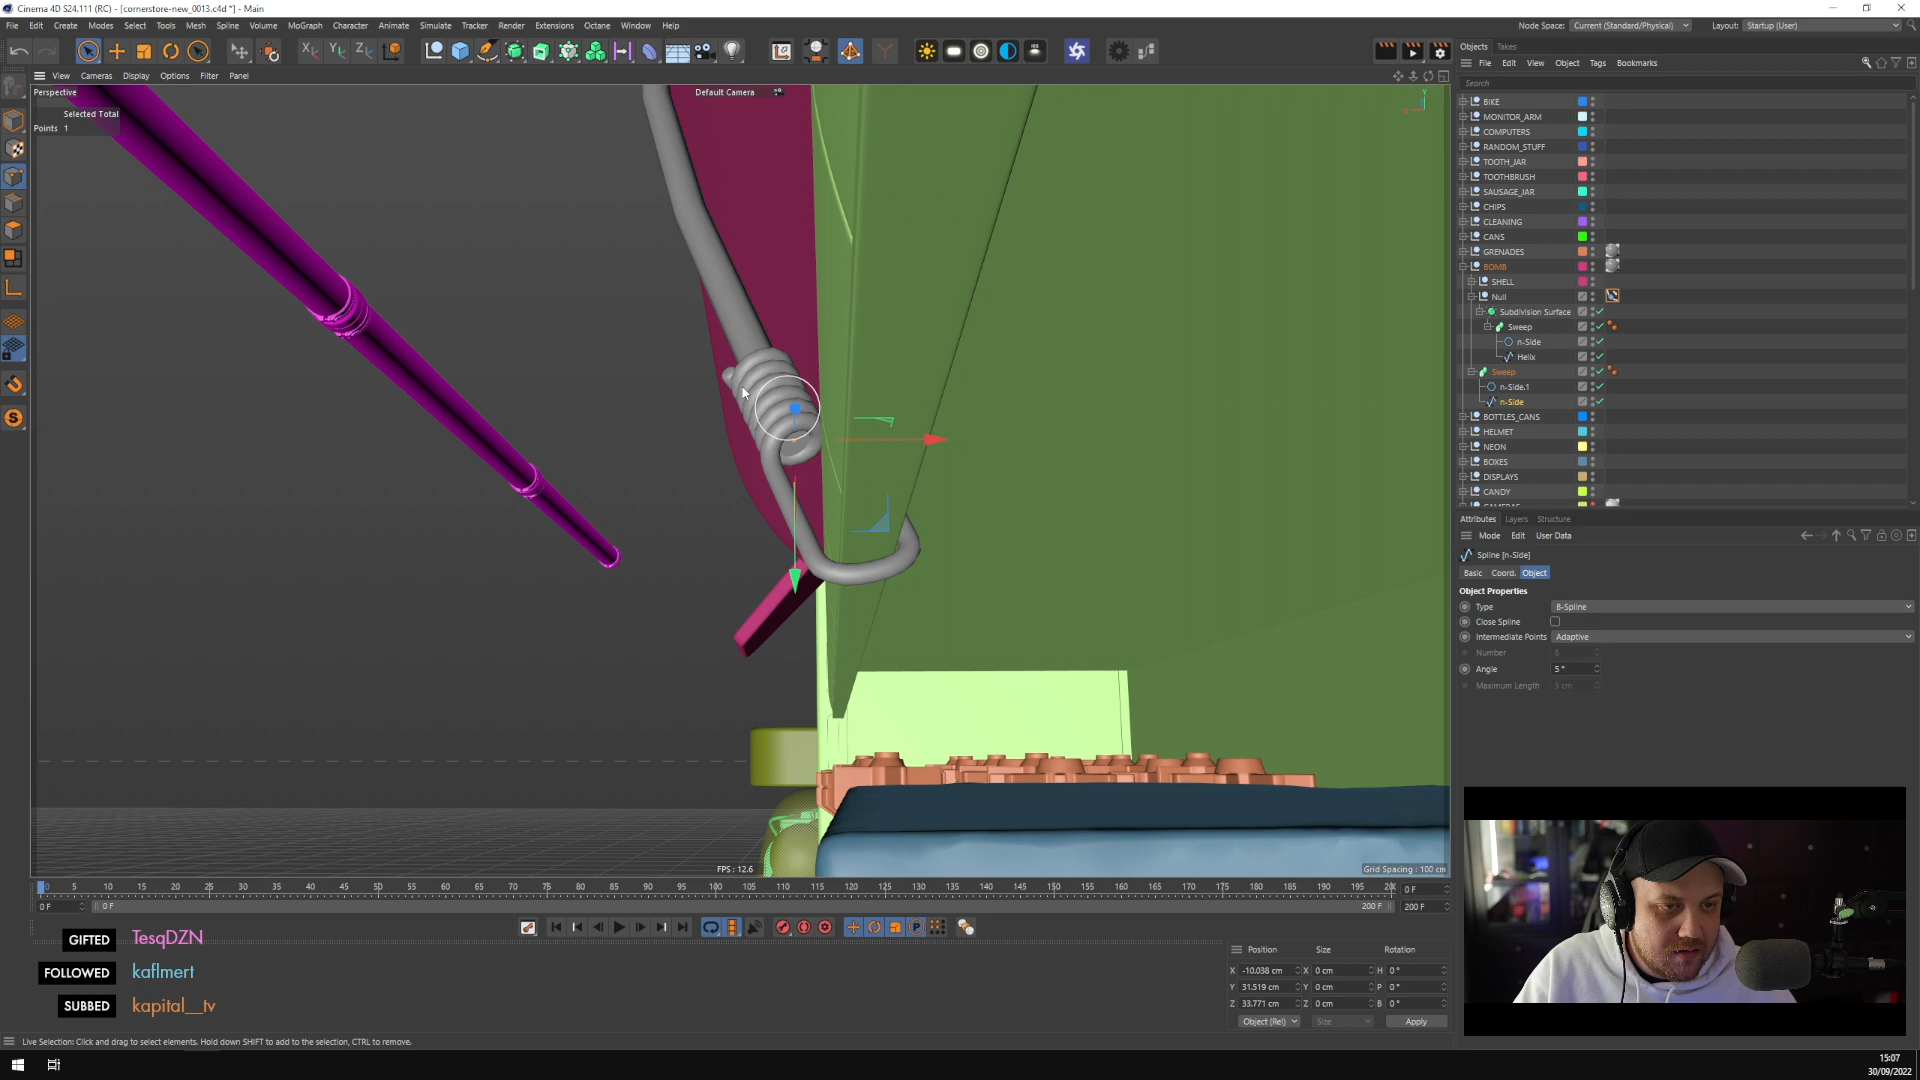 Cinema 4D S24.111 (RC) - [cornerstore-new_0013.c4d *] - Main
File Edit Create Modes Select Tools Mesh Spline Volume MoGraph Character Animate Simulate Tracker Render Extensions Octane Window Help
Node Space: Current (Standard/Physical) Layout: Startup (User)
View Cameras Display Options Filter Panel
Perspective
Default Camera
Selected Total
Points 1
FPS : 12.6
Grid Spacing : 100 cm
Objects Takes
File Edit View Object Tags Bookmarks
Search
BIKE
MONITOR_ARM
COMPUTERS
RANDOM_STUFF
TOOTH_JAR
TOOTHBRUSH
SAUSAGE_JAR
CHIPS
CLEANING
CANS
GRENADES
BOMB
SHELL
Null
Subdivision Surface
Sweep
n-Side
Helix
Sweep
n-Side.1
n-Side
BOTTLES_CANS
HELMET
NEON
BOXES
DISPLAYS
CANDY
Attributes Layers Structure
Mode Edit User Data
Spline [n-Side]
Basic Coord. Object
Object Properties
Type B-Spline
Close Spline
Intermediate Points Adaptive
Number 8
Angle 5 °
Maximum Length 5 cm
0 5 10 15 20 25 30 35 40 45 50 55 60 65 70 75 80 85 90 95 100 105 110 115 120 125 130 135 140 145 150 155 160 165 170 175 180 185 190 195 200 0 F
0 F 0 F 200 F 200 F
GIFTED TesqDZN
FOLLOWED kaflmert
SUBBED kapital__tv
Position Size Rotation
X -10.038 cm X 0 cm H 0 °
Y 31.519 cm Y 0 cm P 0 °
Z 33.771 cm Z 0 cm B 0 °
Object (Rel) Size Apply
Live Selection: Click and drag to select elements. Hold down SHIFT to add to the selection, CTRL to remove.
15:07
30/09/2022